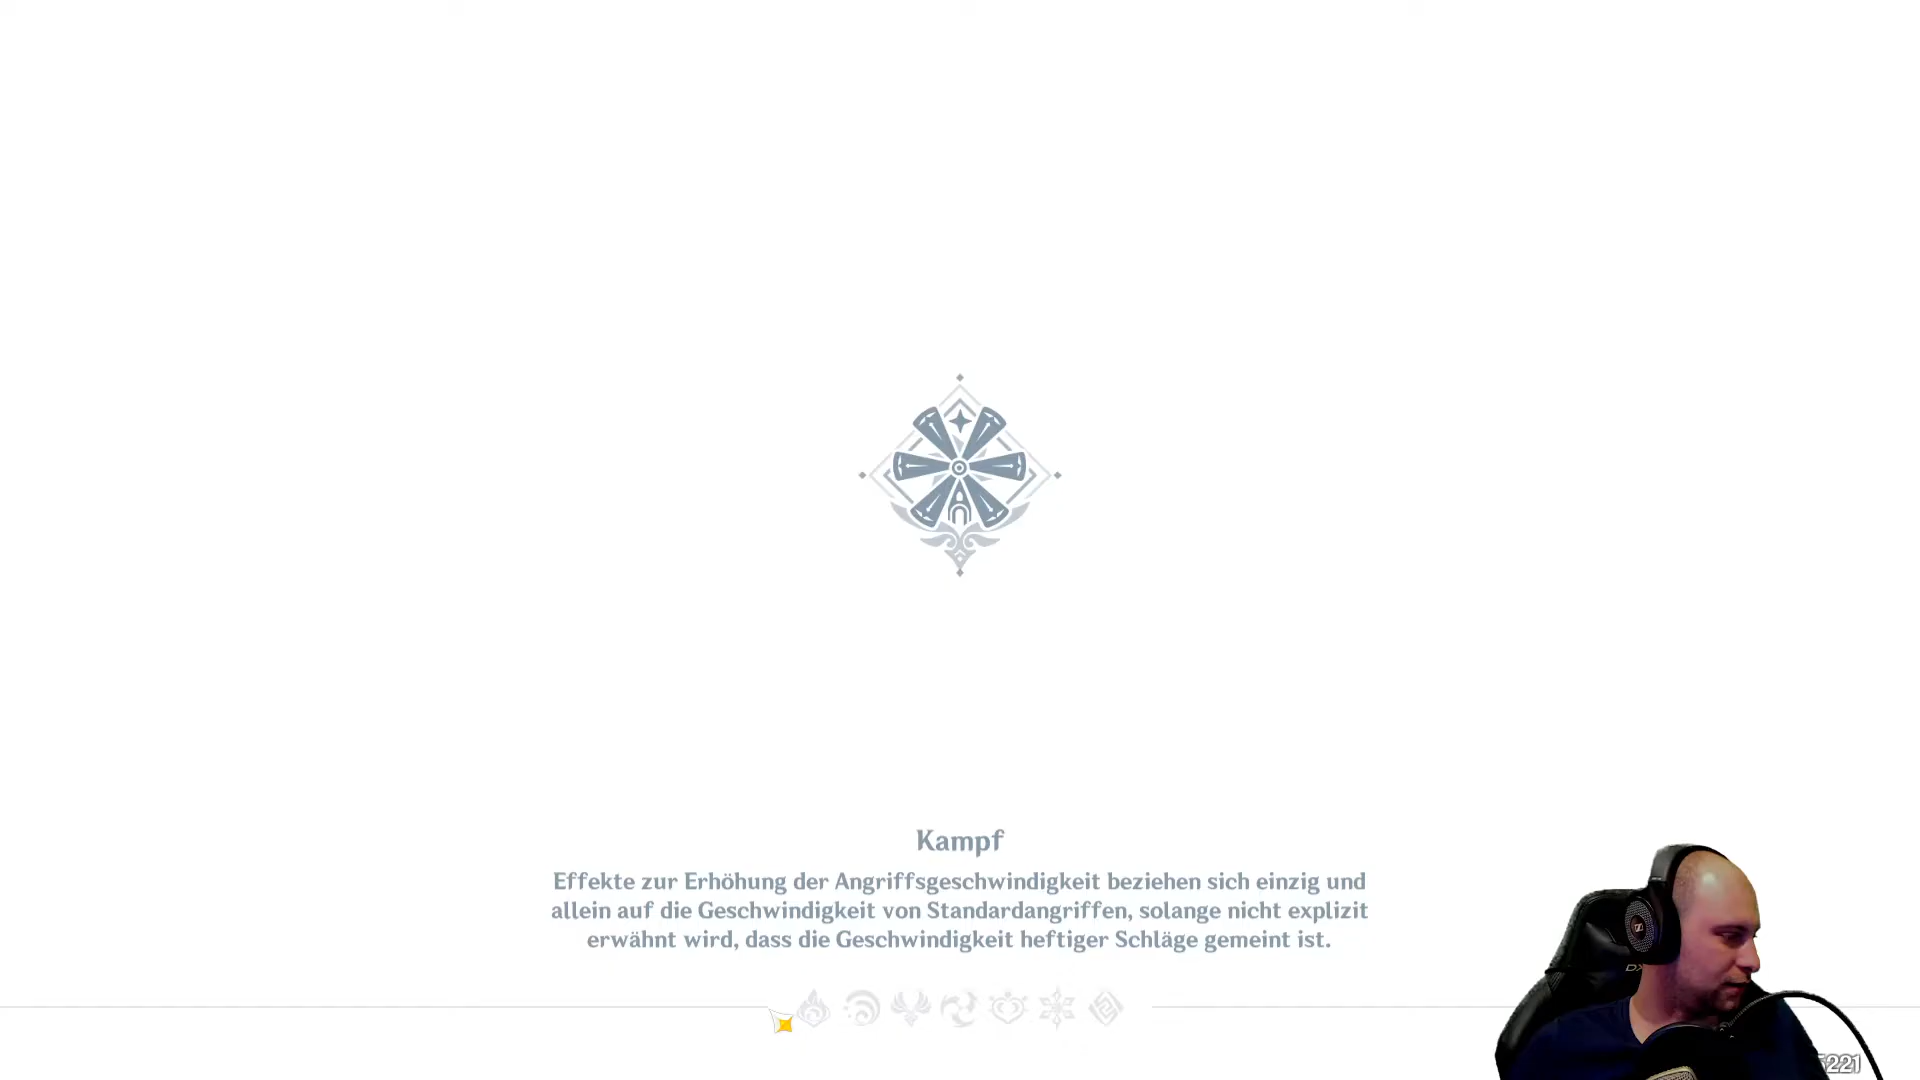 Kampf
Effekte zur Erhöhung der Angriffsgeschwindigkeit beziehen sich einzig und
allein auf die Geschwindigkeit von Standardangriffen, solange nicht explizit
erwähnt wird, dass die Geschwindigkeit heftiger Schläge gemeint ist.